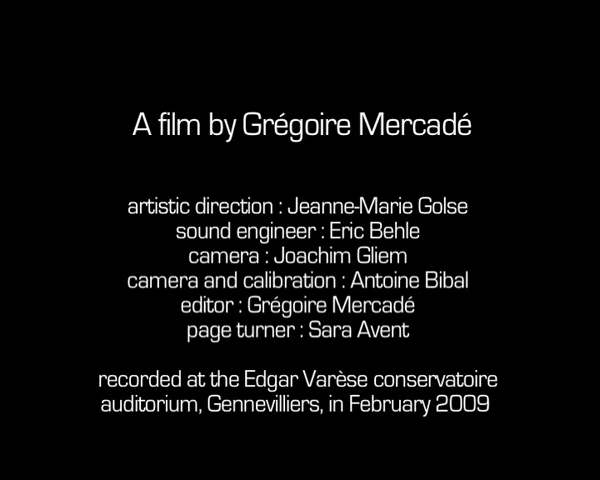 A film by Grégoire Mercadé
artistic direction : Jeanne-Marie Golse
sound engineer : Eric Behle
camera : Joachim Gliem
camera and calibration : Antoine Bibal
editor : Grégoire Mercadé
page turner : Sara Avent
recorded at the Edgar Varèse conservatoire
auditorium, Gennevilliers, in February 2009